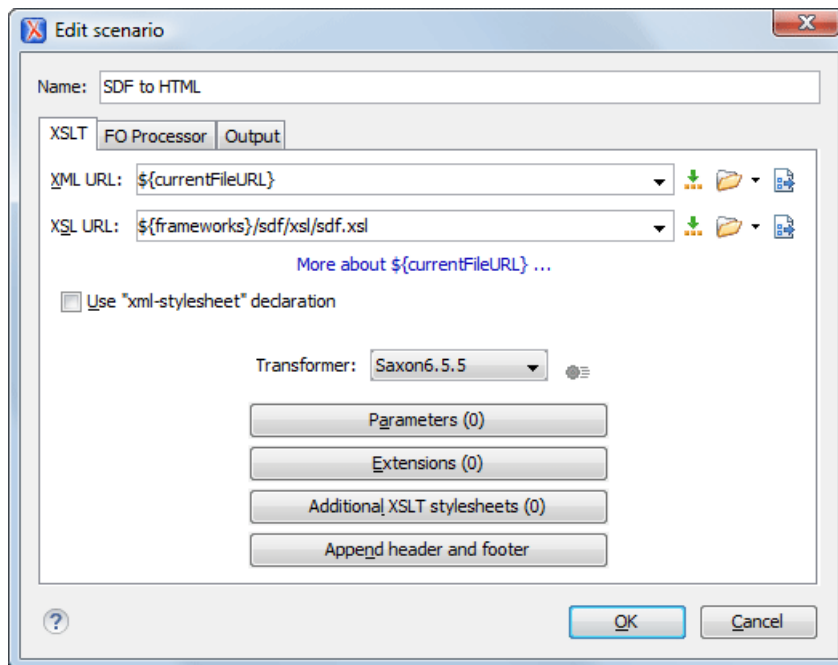 Edit scenario
Name: SDF to HTML
XSLT FO Processor Output
XML URL: ${currentFileURL}
XSL URL: ${frameworks}/sdf/xsl/sdf.xsl
More about ${currentFileURL} ...
Use "xml-stylesheet" declaration
Transformer: Saxon6.5.5
Parameters (0)
Extensions (0)
Additional XSLT stylesheets (0)
Append header and footer
? OK Cancel